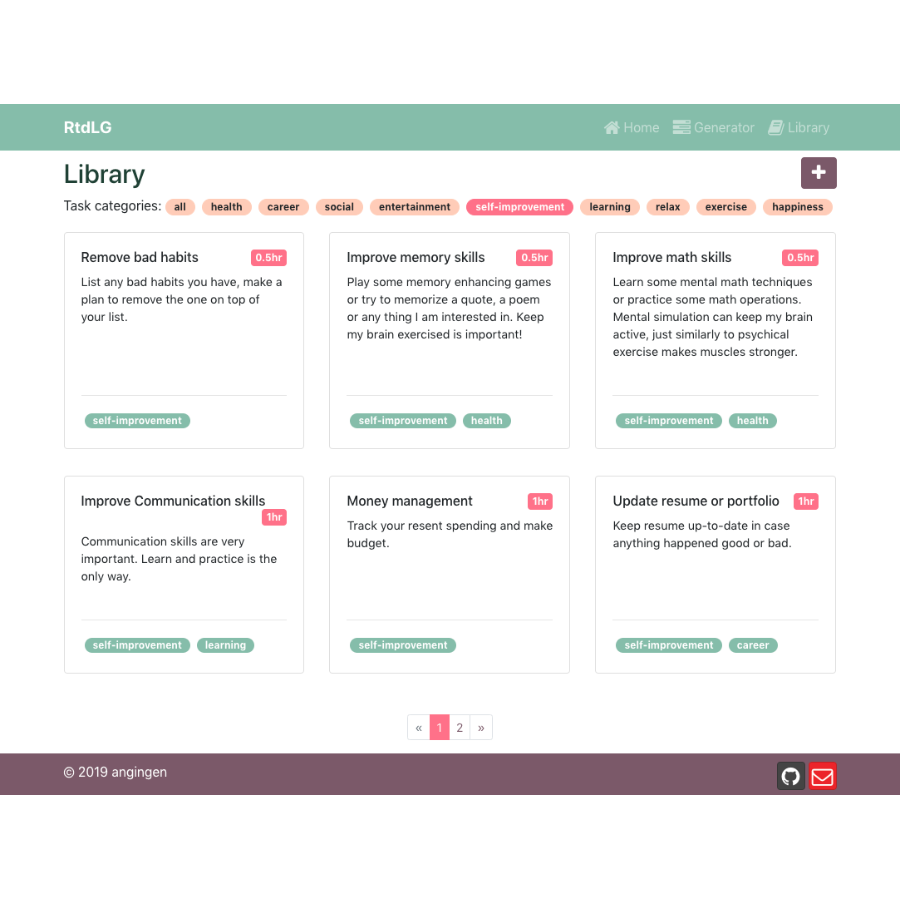 RtdLG Home Generator Library
Library
Task categories: all health career social entertainment self-improvement learning relax exercise happiness
Remove bad habits 0.5hr
List any bad habits you have, make a
plan to remove the one on top of
your list.
self-improvement
Improve memory skills 0.5hr
Play some memory enhancing games
or try to memorize a quote, a poem
or any thing I am interested in. Keep
my brain exercised is important!
self-improvement health
Improve math skills 0.5hr
Learn some mental math techniques
or practice some math operations.
Mental simulation can keep my brain
active, just similarly to psychical
exercise makes muscles stronger.
self-improvement health
Improve Communication skills
1hr
Communication skills are very
important. Learn and practice is the
only way.
self-improvement learning
Money management 1hr
Track your resent spending and make
budget.
self-improvement
Update resume or portfolio 1hr
Keep resume up-to-date in case
anything happened good or bad.
self-improvement career
« 1 2 »
© 2019 angingen